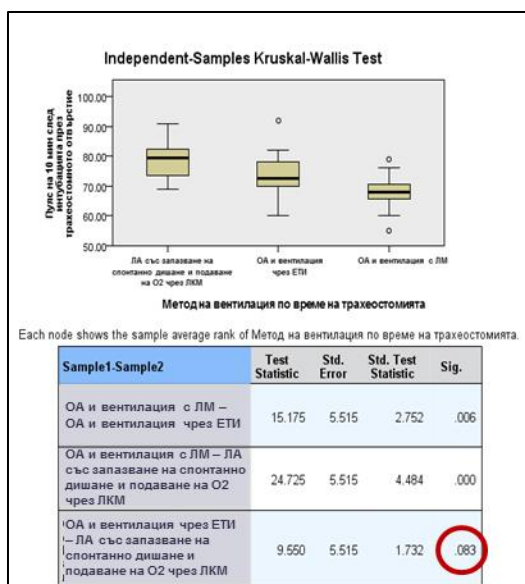 Independent-Samples Kruskal-Wallis Test
Пулс на 10 мин след
интубацията през
трахеостомното отвърстие
100.00
90.00
80.00
70.00
60.00
50.00
ЛА със запазване на
спонтанно дишане и подаване
на О2 чрез ЛКМ
ОА и вентилация
чрез ЕТИ
ОА и вентилация с ЛМ
Метод на вентилация по време на трахеостомията
Each node shows the sample average rank of Метод на вентилация по време на трахеостомията.
Sample1-Sample2 Test Statistic Std. Error Std. Test Statistic Sig.
ОА и вентилация с ЛМ –
ОА и вентилация чрез ЕТИ
15.175 5.515 2.752 .006
ОА и вентилация с ЛМ – ЛА
със запазване на спонтанно
дишане и подаване на О2
чрез ЛКМ
24.725 5.515 4.484 .000
ОА и вентилация чрез ЕТИ
– ЛА със запазване на
спонтанно дишане и
подаване на О2 чрез ЛКМ
9.550 5.515 1.732 .083